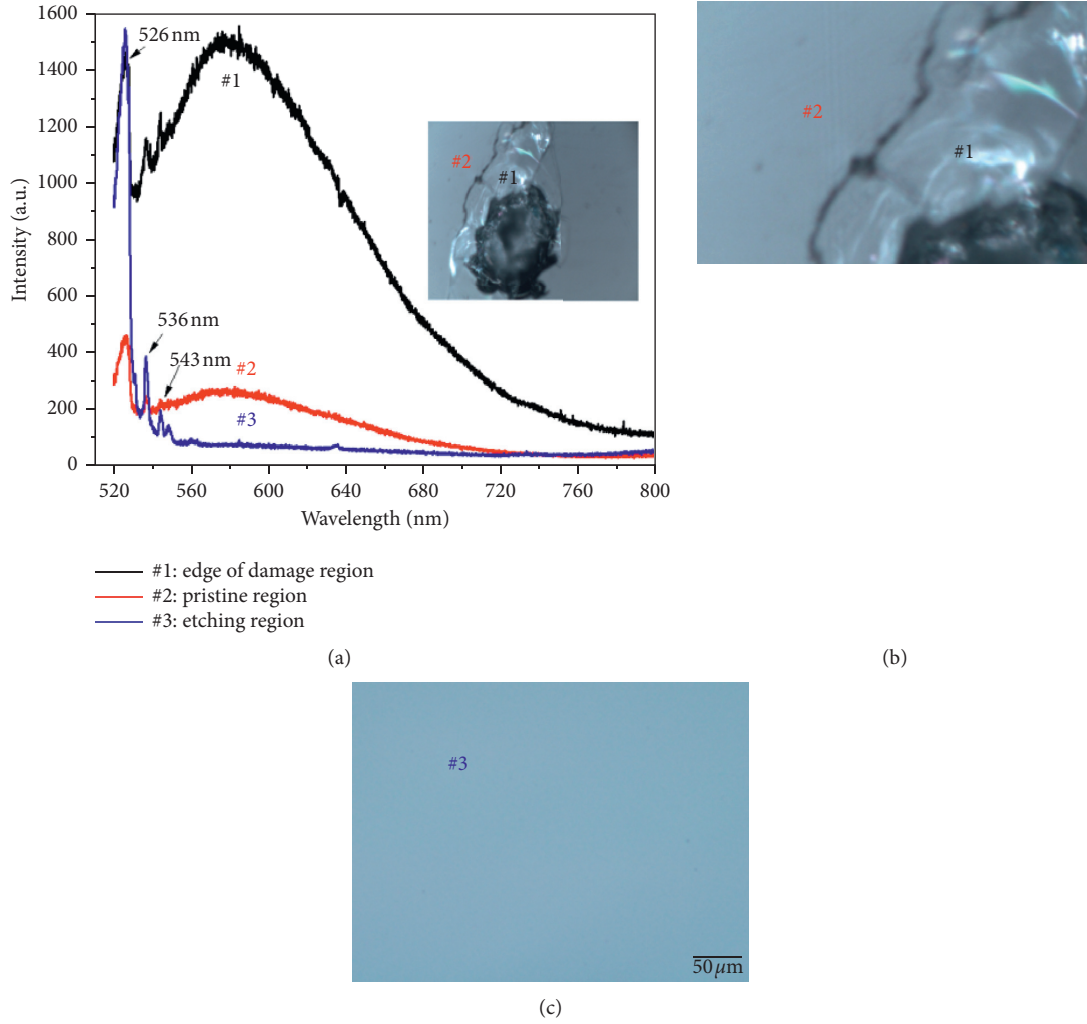 1600
1400
1200
1000
800
600
400
200
0
Intensity (a.u.)
526 nm
#1
536 nm
543 nm
#2
#3
#2
#1
520
560
600
640
680
720
760
800
Wavelength (nm)
#1: edge of damage region
#2: pristine region
#3: etching region
(a)
#2
#1
(b)
#3
50 μm
(c)